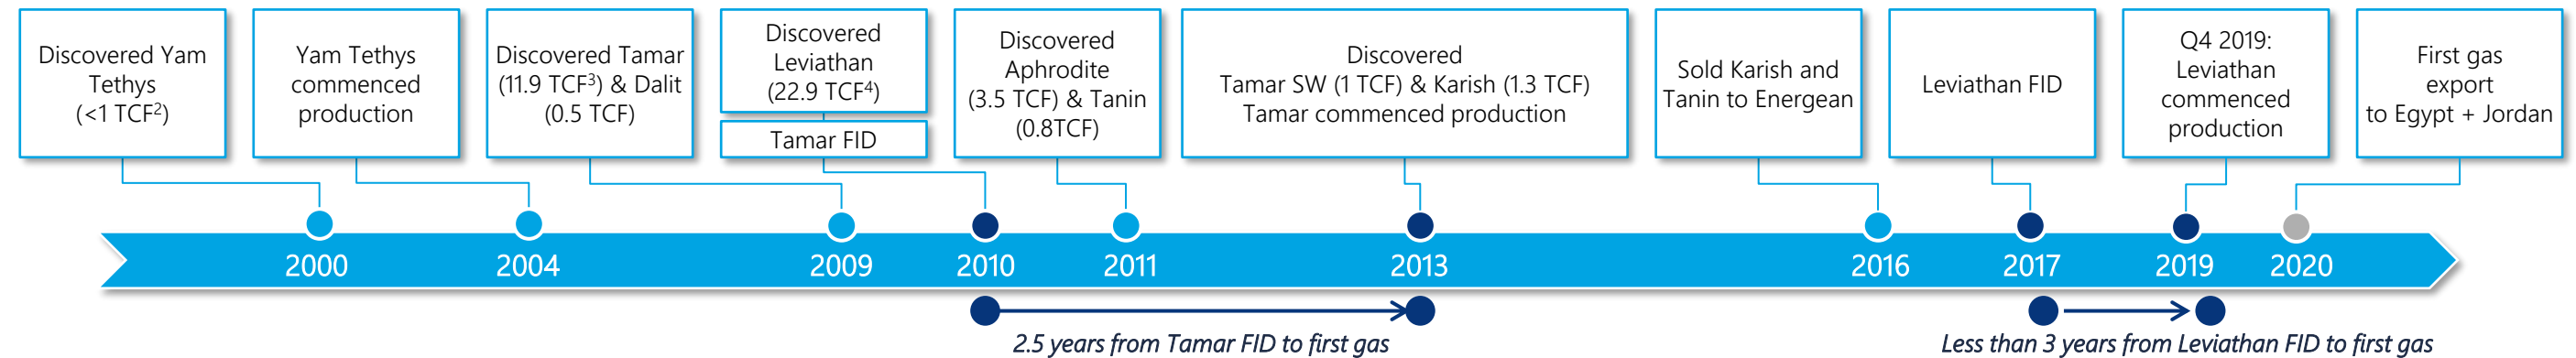 Discovered Yam
Tethys
(<1 TCF²)
Yam Tethys
commenced
production
Discovered Tamar
(11.9 TCF³) & Dalit
(0.5 TCF)
Discovered
Leviathan
(22.9 TCF⁴)
Tamar FID
Discovered
Aphrodite
(3.5 TCF) & Tanin
(0.8TCF)
Discovered
Tamar SW (1 TCF) & Karish (1.3 TCF)
Tamar commenced production
Sold Karish and
Tanin to Energean
Leviathan FID
Q4 2019:
Leviathan
commenced
production
First gas
export
to Egypt + Jordan
2000
2004
2009
2010
2011
2013
2016
2017
2019
2020
2.5 years from Tamar FID to first gas
Less than 3 years from Leviathan FID to first gas